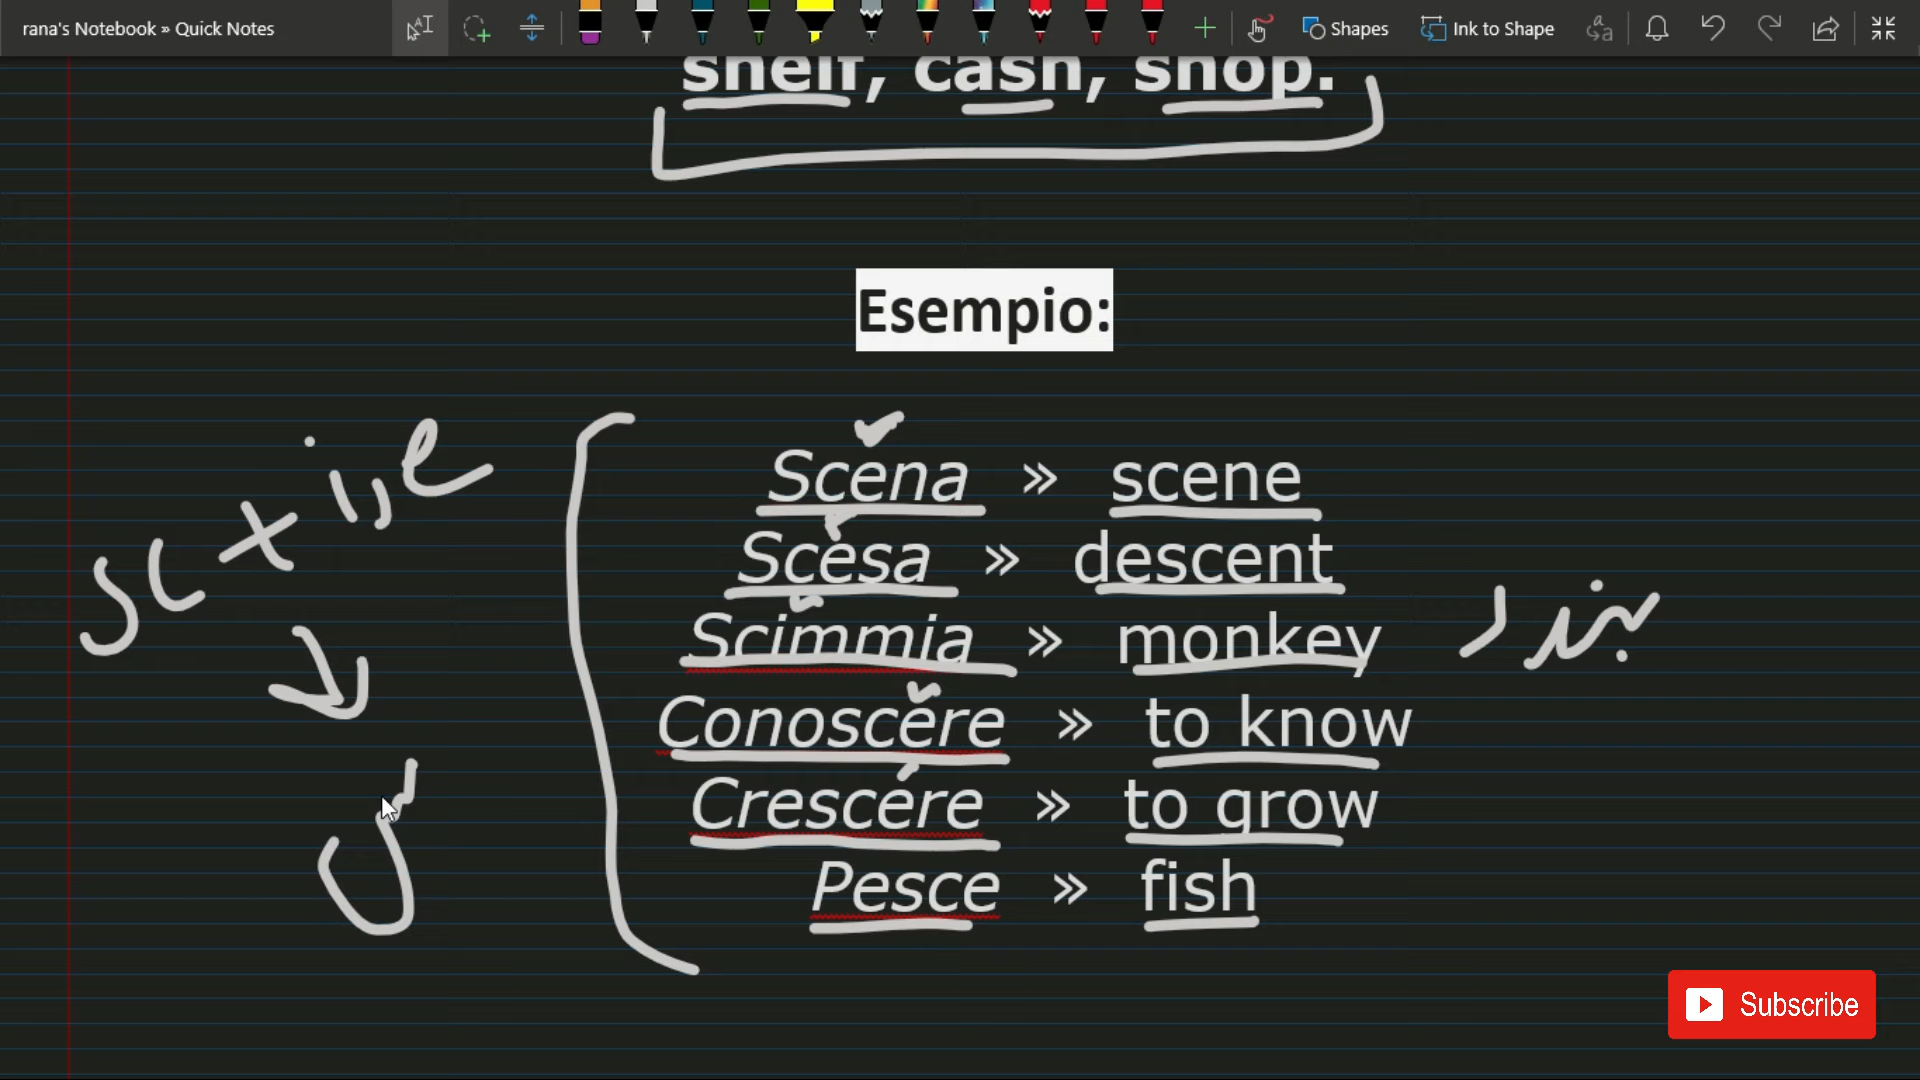 rana's Notebook » Quick Notes
Shapes
Ink to Shape
shelf, cash, shop.
Esempio:
sc + i, e
Scena » scene
Scesa » descent
Scimmia » monkey
Conoscere » to know
Crescere » to grow
Pesce » fish
Subscribe